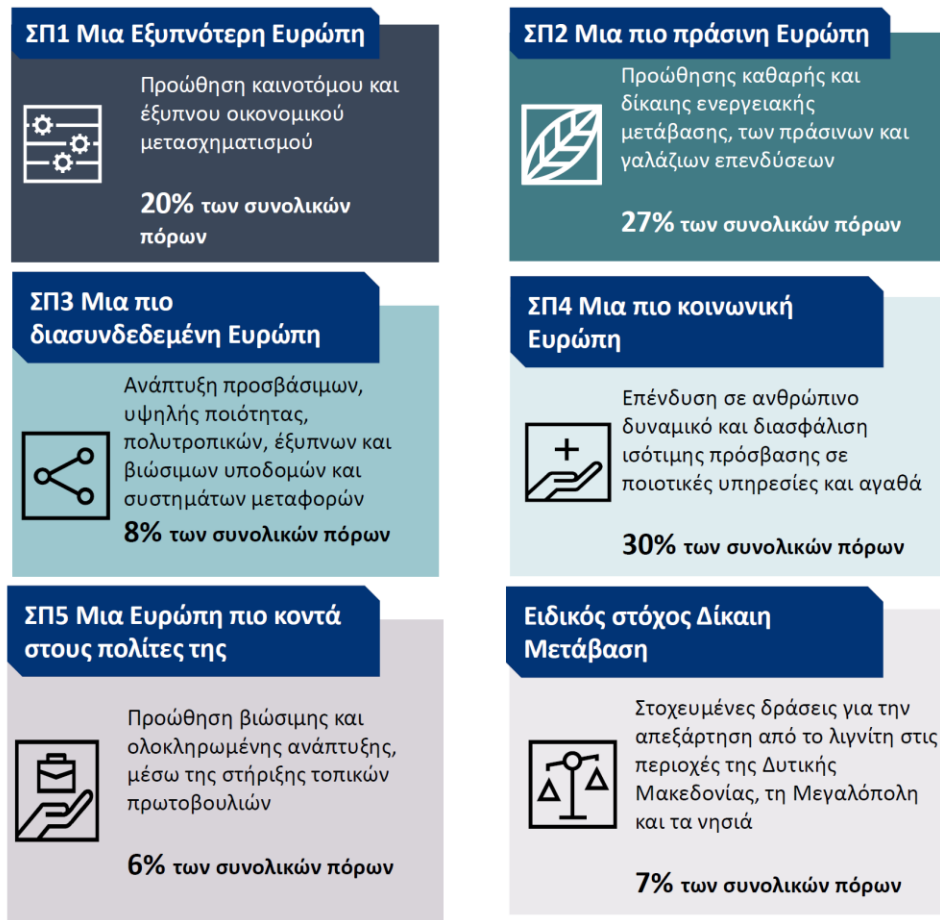 ΣΠ1 Μια Εξυπνότερη Ευρώπη
Προώθηση καινοτόμου και
έξυπνου οικονομικού
μετασχηματισμού
20% των συνολικών
πόρων
ΣΠ2 Μια πιο πράσινη Ευρώπη
Προώθησης καθαρής και
δίκαιης ενεργειακής
μετάβασης, των πράσινων και
γαλάζιων επενδύσεων
27% των συνολικών πόρων
ΣΠ3 Μια πιο
διασυνδεδεμένη Ευρώπη
Ανάπτυξη προσβάσιμων,
υψηλής ποιότητας,
πολυτροπικών, έξυπνων και
βιώσιμων υποδομών και
συστημάτων μεταφορών
8% των συνολικών πόρων
ΣΠ4 Μια πιο κοινωνική
Ευρώπη
Επένδυση σε ανθρώπινο
δυναμικό και διασφάλιση
ισότιμης πρόσβασης σε
ποιοτικές υπηρεσίες και αγαθά
30% των συνολικών πόρων
ΣΠ5 Μια Ευρώπη πιο κοντά
στους πολίτες της
Προώθηση βιώσιμης και
ολοκληρωμένης ανάπτυξης,
μέσω της στήριξης τοπικών
πρωτοβουλιών
6% των συνολικών πόρων
Ειδικός στόχος Δίκαιη
Μετάβαση
Στοχευμένες δράσεις για την
απεξάρτηση από το λιγνίτη στις
περιοχές της Δυτικής
Μακεδονίας, τη Μεγαλόπολη
και τα νησιά
7% των συνολικών πόρων